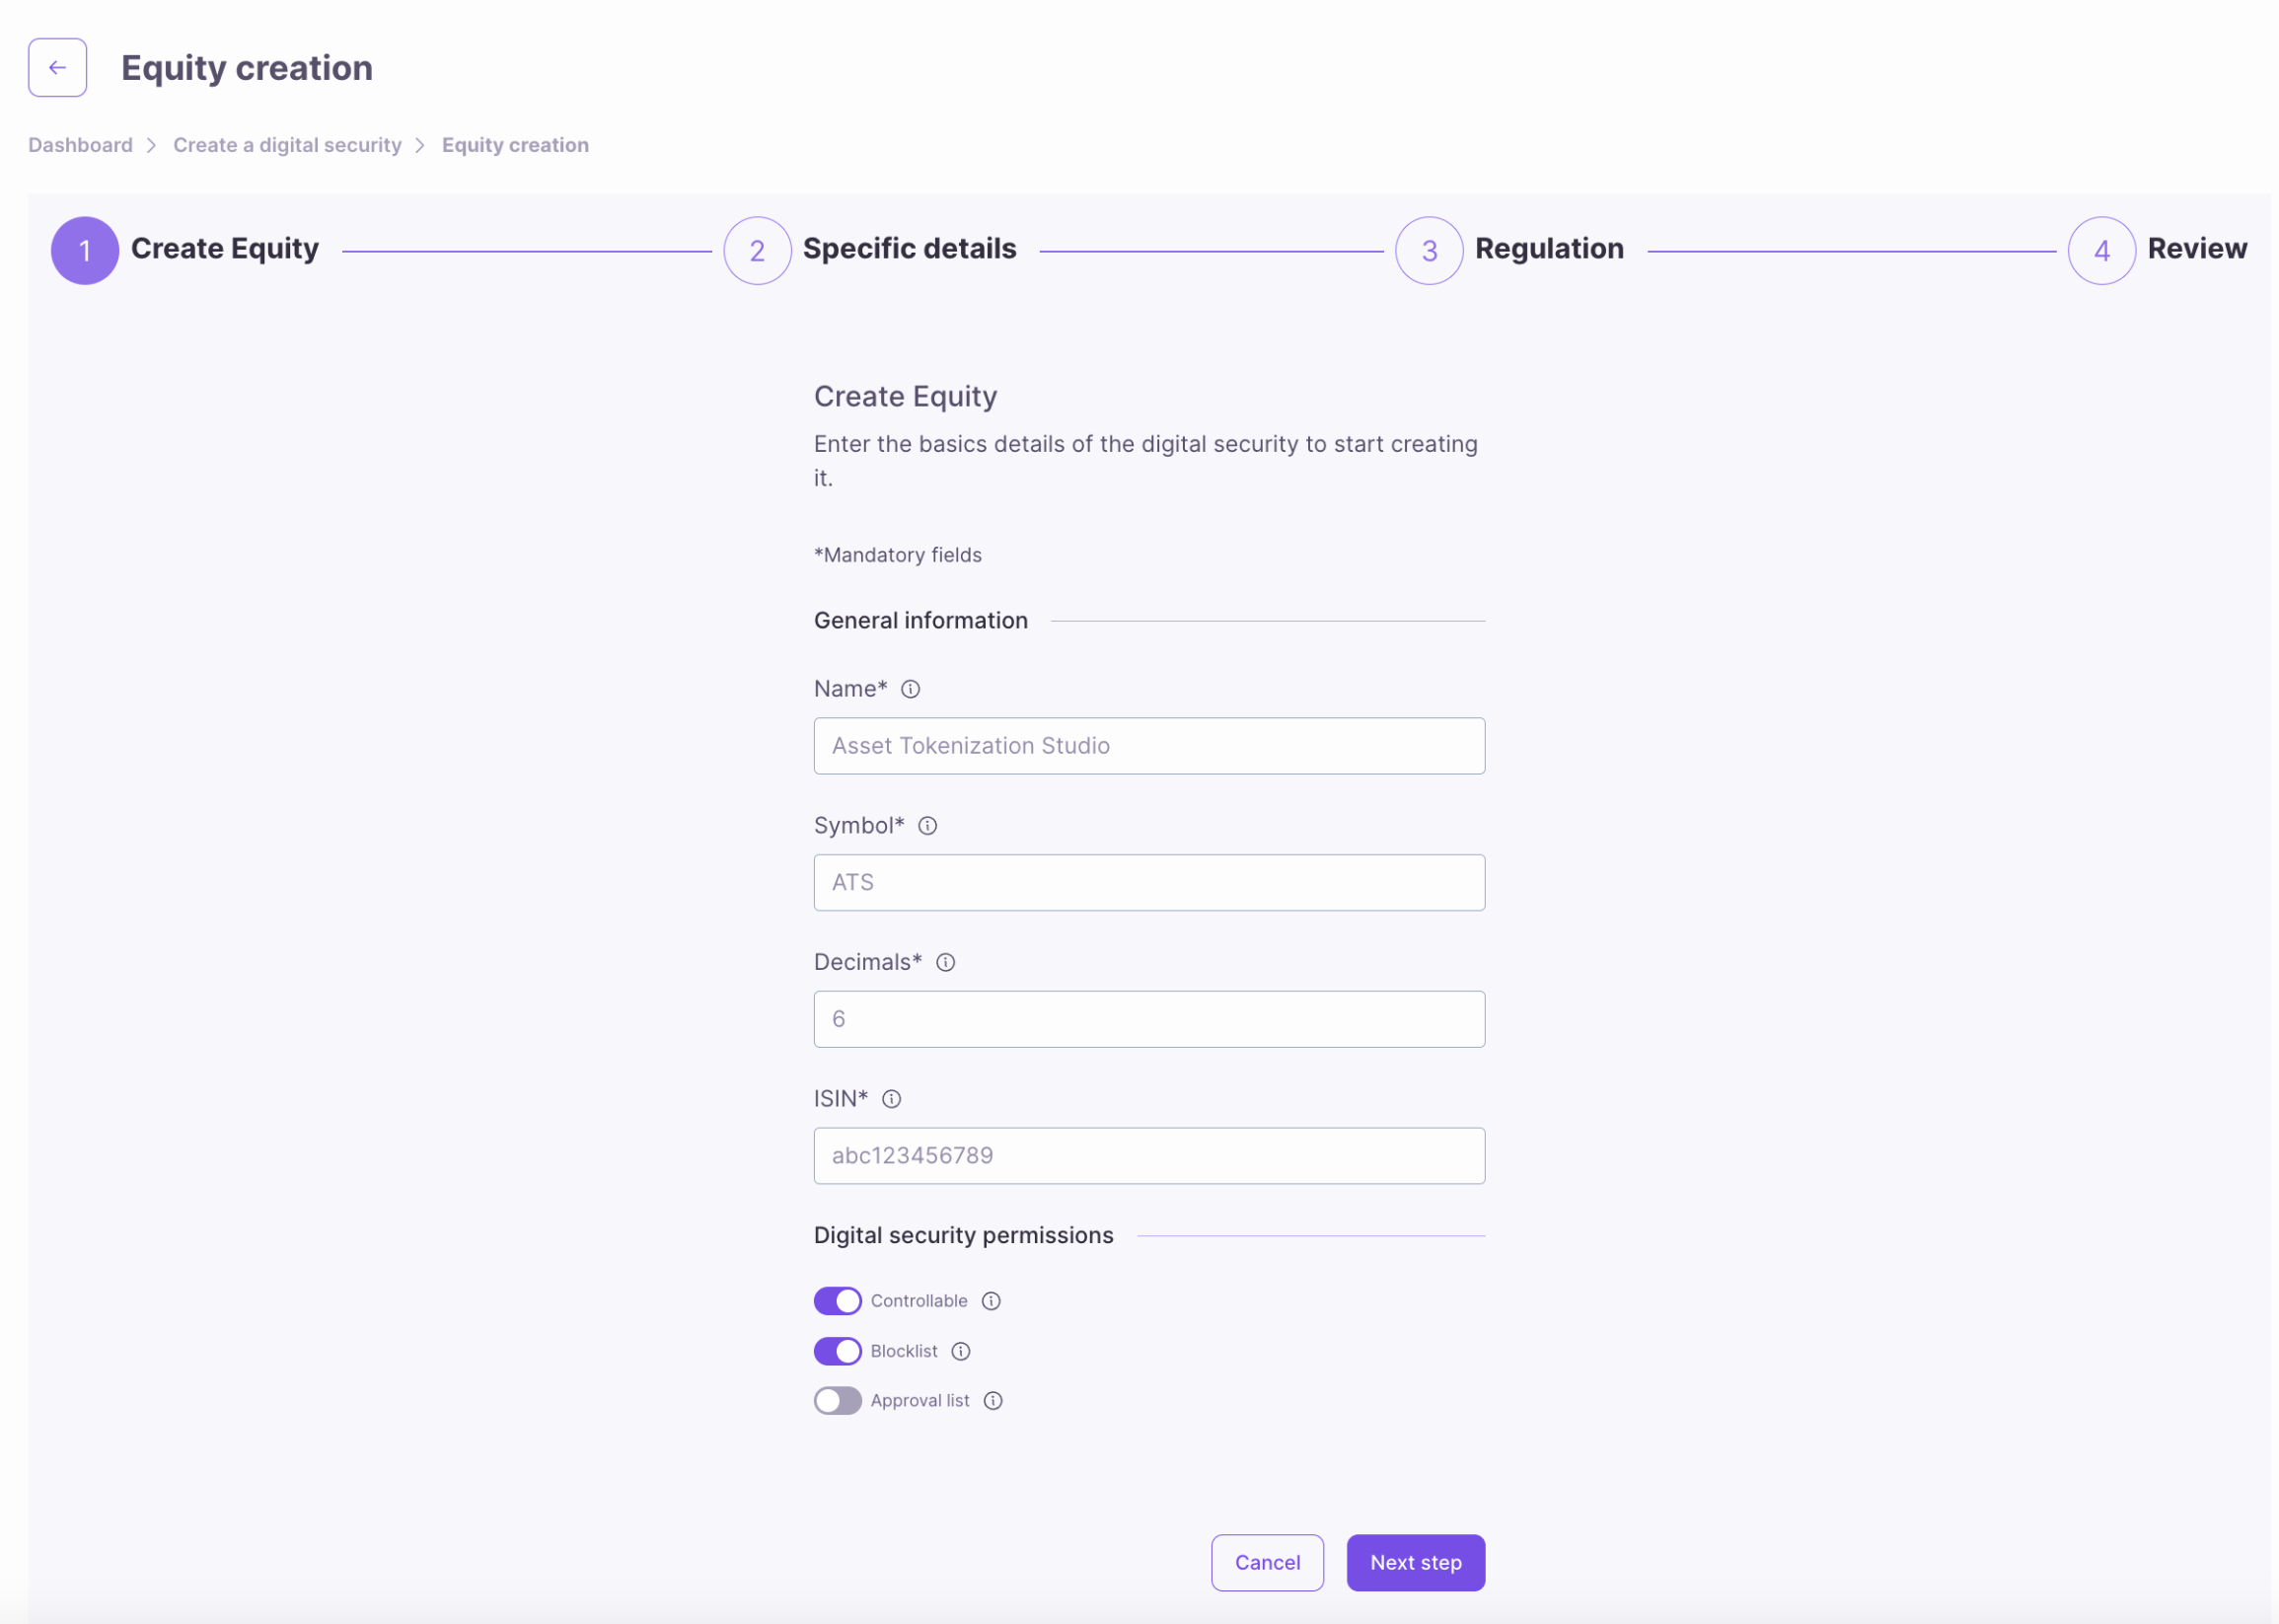 Equity creation
Dashboard > Create a digital security > Equity creation
1 Create Equity 2 Specific details 3 Regulation 4 Review
Create Equity
Enter the basics details of the digital security to start creating
it.
*Mandatory fields
General information
Name*
Asset Tokenization Studio
Symbol*
ATS
Decimals*
6
ISIN*
abc123456789
Digital security permissions
Controllable
Blocklist
Approval list
Cancel Next step